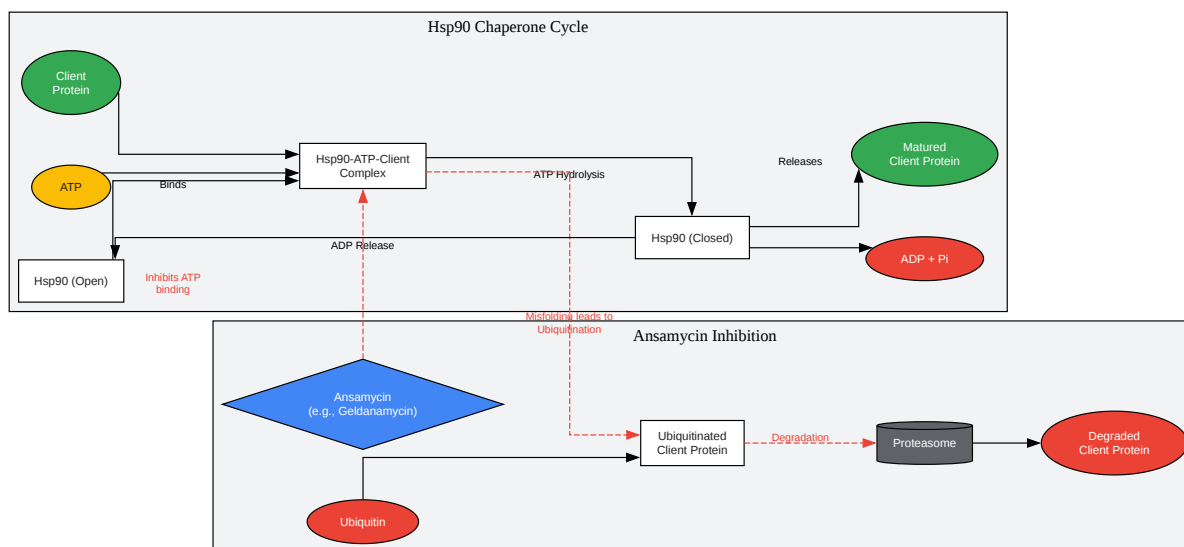 Hsp90 Chaperone Cycle
Client
Protein
ATP
Binds
Hsp90-ATP-Client
Complex
ATP Hydrolysis
Releases
Matured
Client Protein
Hsp90 (Closed)
ADP + Pi
ADP Release
Hsp90 (Open)
Inhibits ATP
binding
Misfolding leads to
Ubiquitination
Ansamycin Inhibition
Ansamycin
(e.g., Geldanamycin)
Ubiquitinated
Client Protein
Degradation
Proteasome
Degraded
Client Protein
Ubiquitin